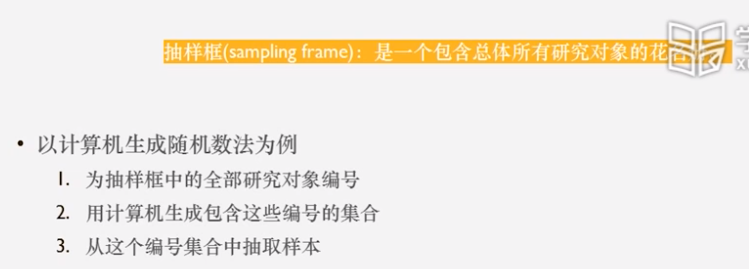 抽样框(sampling frame)：是一个包含总体所有研究对象的花名册
学
• 以计算机生成随机数法为例
1. 为抽样框中的全部研究对象编号
2. 用计算机生成包含这些编号的集合
3. 从这个编号集合中抽取样本